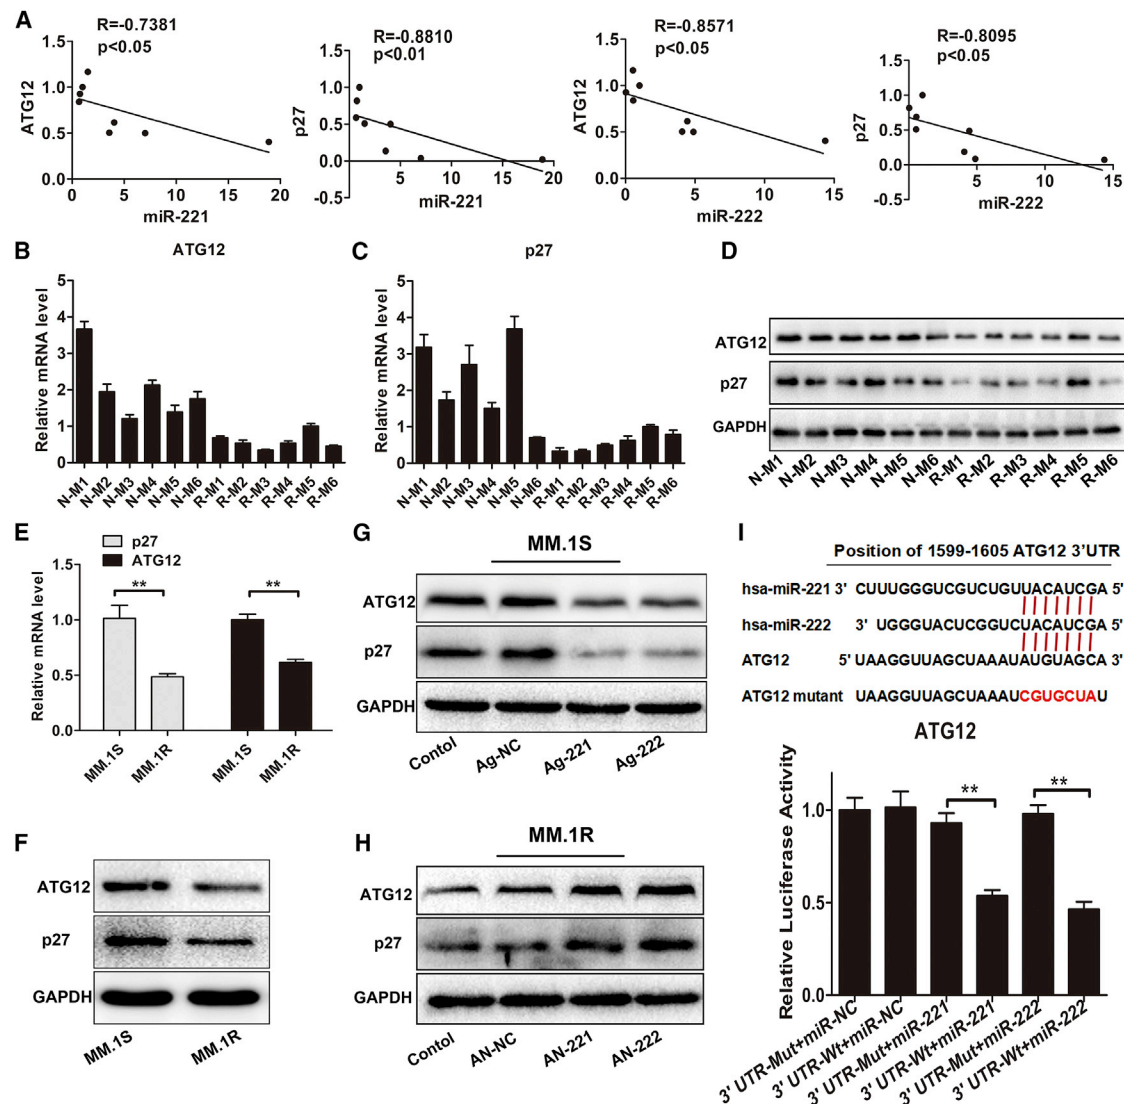 A
R=-0.7381
p<0.05
ATG12
1.5
1.0
0.5
0.0
0 5 10 15 20
miR-221
R=-0.8810
p<0.01
p27
1.5
1.0
0.5
0.0
-0.5
5 10 15 20
miR-221
R=-0.8571
p<0.05
ATG12
1.5
1.0
0.5
0.0
0 5 10 15
miR-222
R=-0.8095
p<0.05
p27
1.5
1.0
0.5
0.0
-0.5
5 10 15
miR-222
B
ATG12
Relative mRNA level
5
4
3
2
1
0
N-M1 N-M2 N-M3 N-M4 N-M5 N-M6 R-M1 R-M2 R-M3 R-M4 R-M5 R-M6
C
p27
Relative mRNA level
5
4
3
2
1
0
N-M1 N-M2 N-M3 N-M4 N-M5 N-M6 R-M1 R-M2 R-M3 R-M4 R-M5 R-M6
D
ATG12
p27
GAPDH
N-M1 N-M2 N-M3 N-M4 N-M5 N-M6 R-M1 R-M2 R-M3 R-M4 R-M5 R-M6
E
p27
ATG12
Relative mRNA level
1.5
1.0
0.5
0.0
** **
MM.1S MM.1R MM.1S MM.1R
F
ATG12
p27
GAPDH
MM.1S MM.1R
G
MM.1S
ATG12
p27
GAPDH
Contol Ag-NC Ag-221 Ag-222
H
MM.1R
ATG12
p27
GAPDH
Contol AN-NC AN-221 AN-222
I
Position of 1599-1605 ATG12 3'UTR
hsa-miR-221 3' CUUUGGGUCGUCUGUUACAUCGA 5'
hsa-miR-222 3' UGGGUACUCGGUCUACAUCGA 5'
ATG12 5' UAAGGUUAGCUAAAUAUGUAGCA 3'
ATG12 mutant UAAGGUUAGCUAAAUCGUGCUAU
ATG12
Relative Luciferase Activity
1.0
0.5
0.0
** **
3' UTR-Mut+miR-NC
3' UTR-Wt+miR-NC
3' UTR-Mut+miR-221
3' UTR-Wt+miR-221
3' UTR-Mut+miR-222
3' UTR-Wt+miR-222